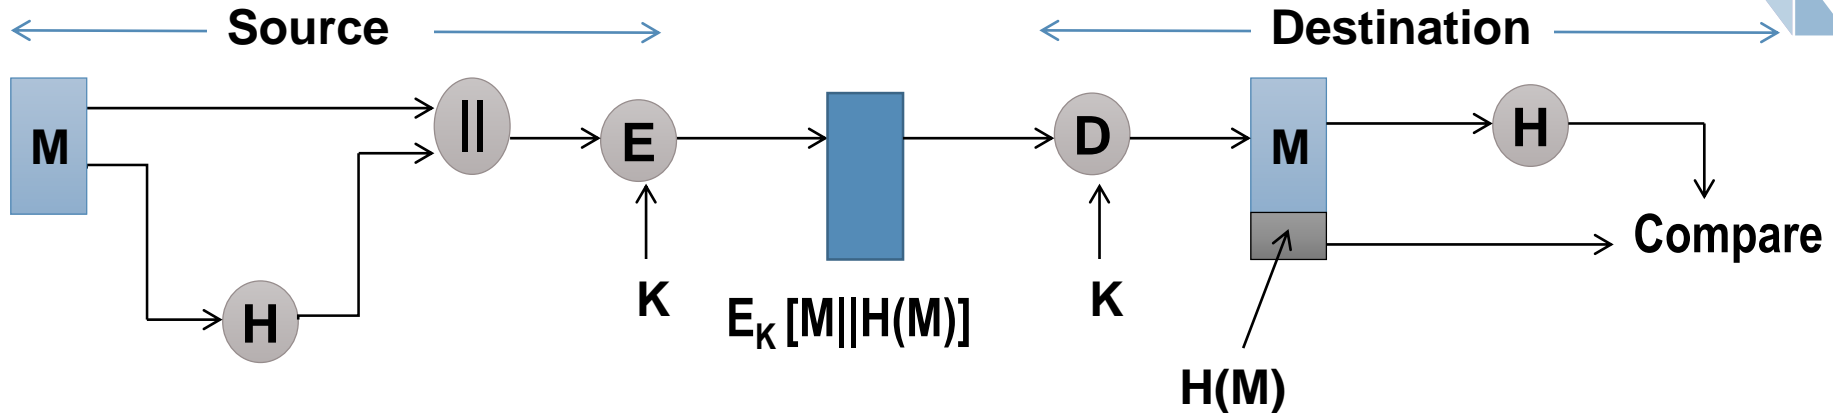 Source
Destination
M
||
E
D
M
H
Compare
H
K
E_K [M||H(M)]
K
H(M)